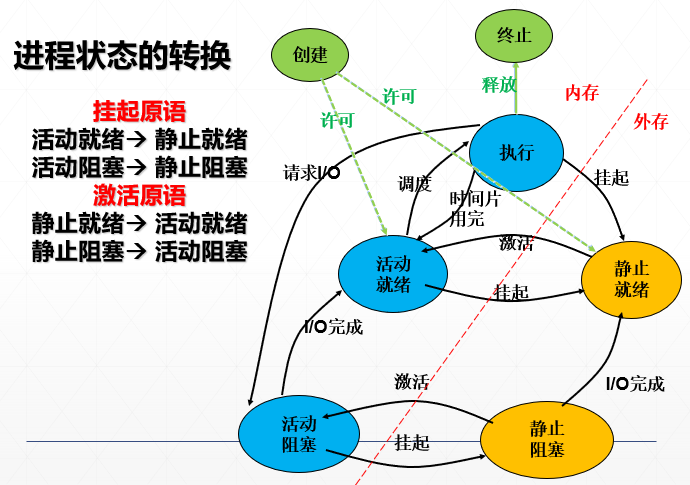 进程状态的转换
挂起原语
活动就绪→ 静止就绪
活动阻塞→ 静止阻塞
激活原语
静止就绪→ 活动就绪
静止阻塞→ 活动阻塞
创建
终止
许可
许可
释放
内存
外存
执行
请求I/O
调度
时间片
用完
挂起
激活
活动
就绪
挂起
静止
就绪
I/O完成
I/O完成
激活
活动
阻塞
挂起
静止
阻塞